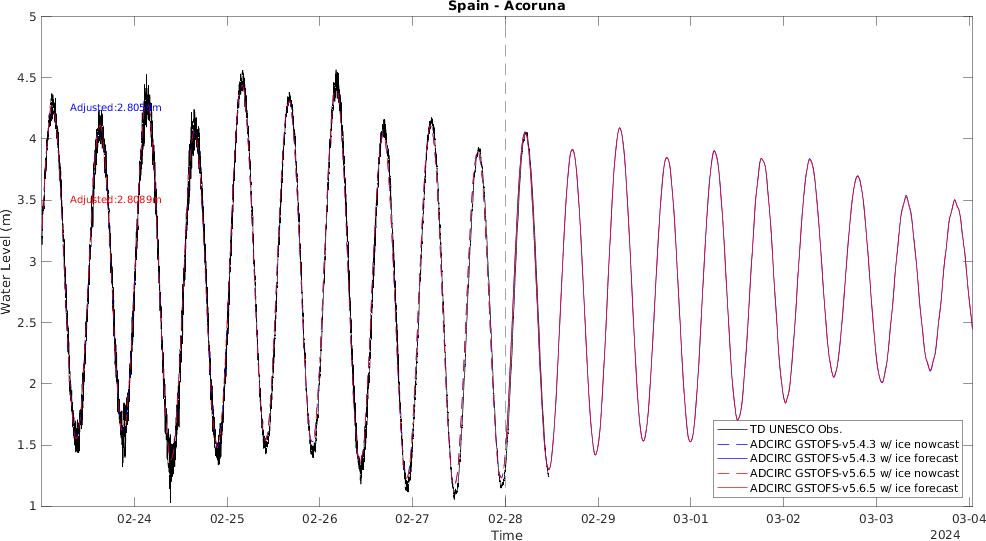 Spain - Acoruna
5
4.5
4
3.5
3
2.5
2
1.5
1
Water Level (m)
Adjusted:2.805 m
Adjusted:2.8089m
TD UNESCO Obs.
ADCIRC GSTOFS-v5.4.3 w/ ice nowcast
ADCIRC GSTOFS-v5.4.3 w/ ice forecast
ADCIRC GSTOFS-v5.6.5 w/ ice nowcast
ADCIRC GSTOFS-v5.6.5 w/ ice forecast
02-24 02-25 02-26 02-27 02-28 02-29 03-01 03-02 03-03 03-04
Time
2024